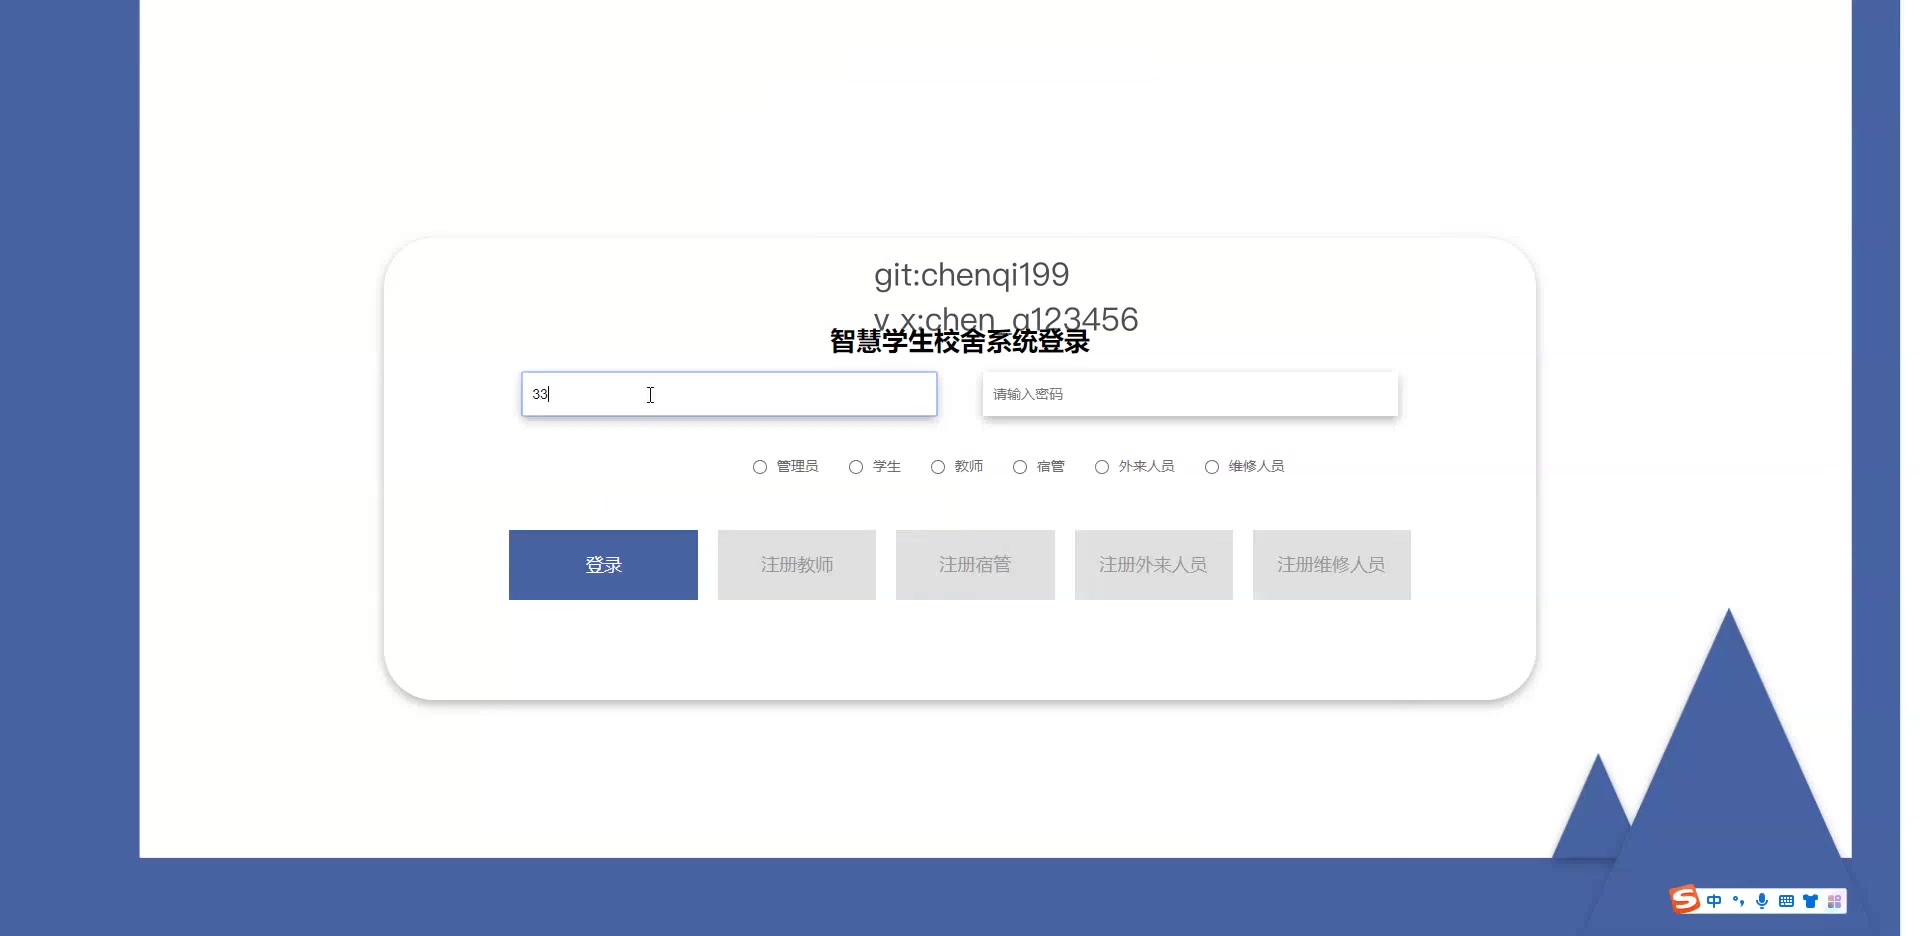 git:chenqi199
v_x:chen_q123456
智慧学生校舍系统登录
33
请输入密码
管理员 学生 教师 宿管 外来人员 维修人员
登录 注册教师 注册宿管 注册外来人员 注册维修人员
S 中